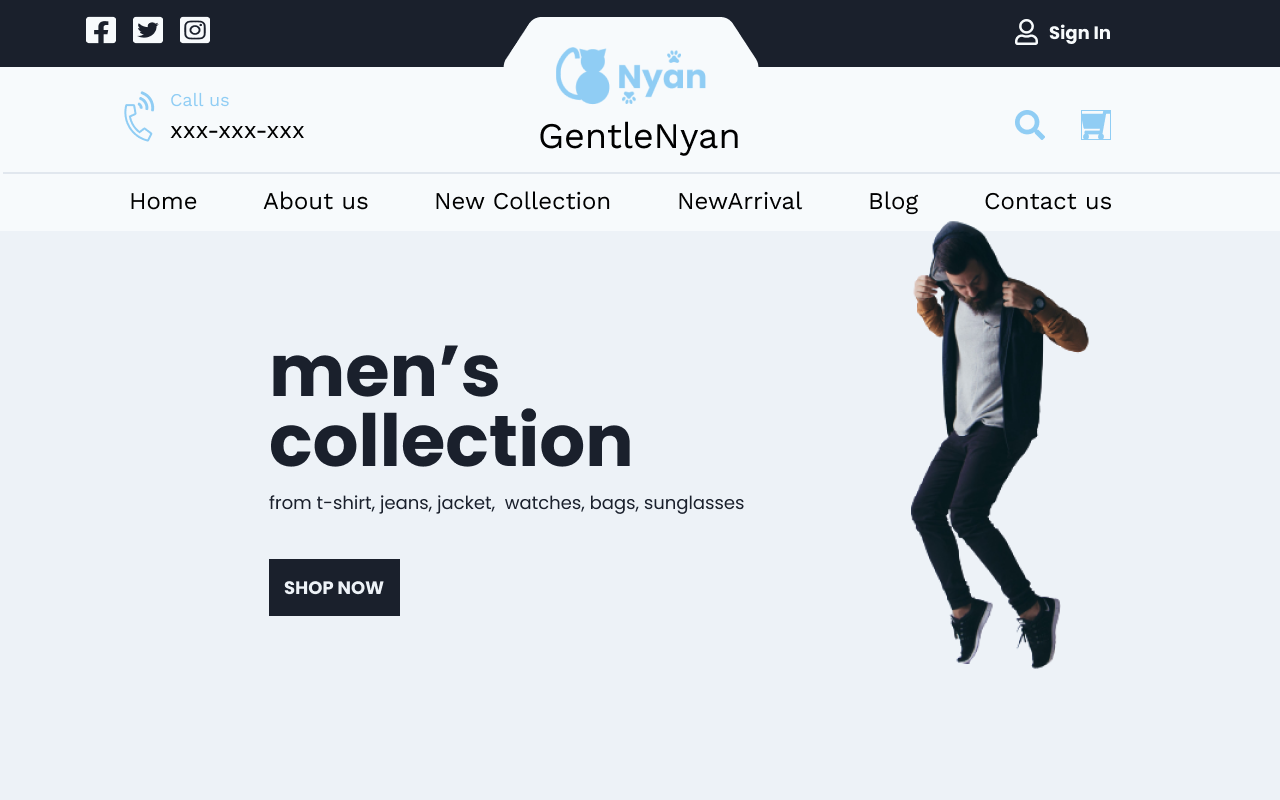 Sign In
Nyan
Call us
xxx-xxx-xxx
GentleNyan
Home About us New Collection NewArrival Blog Contact us
men’s
collection
from t-shirt, jeans, jacket,  watches, bags, sunglasses
SHOP NOW